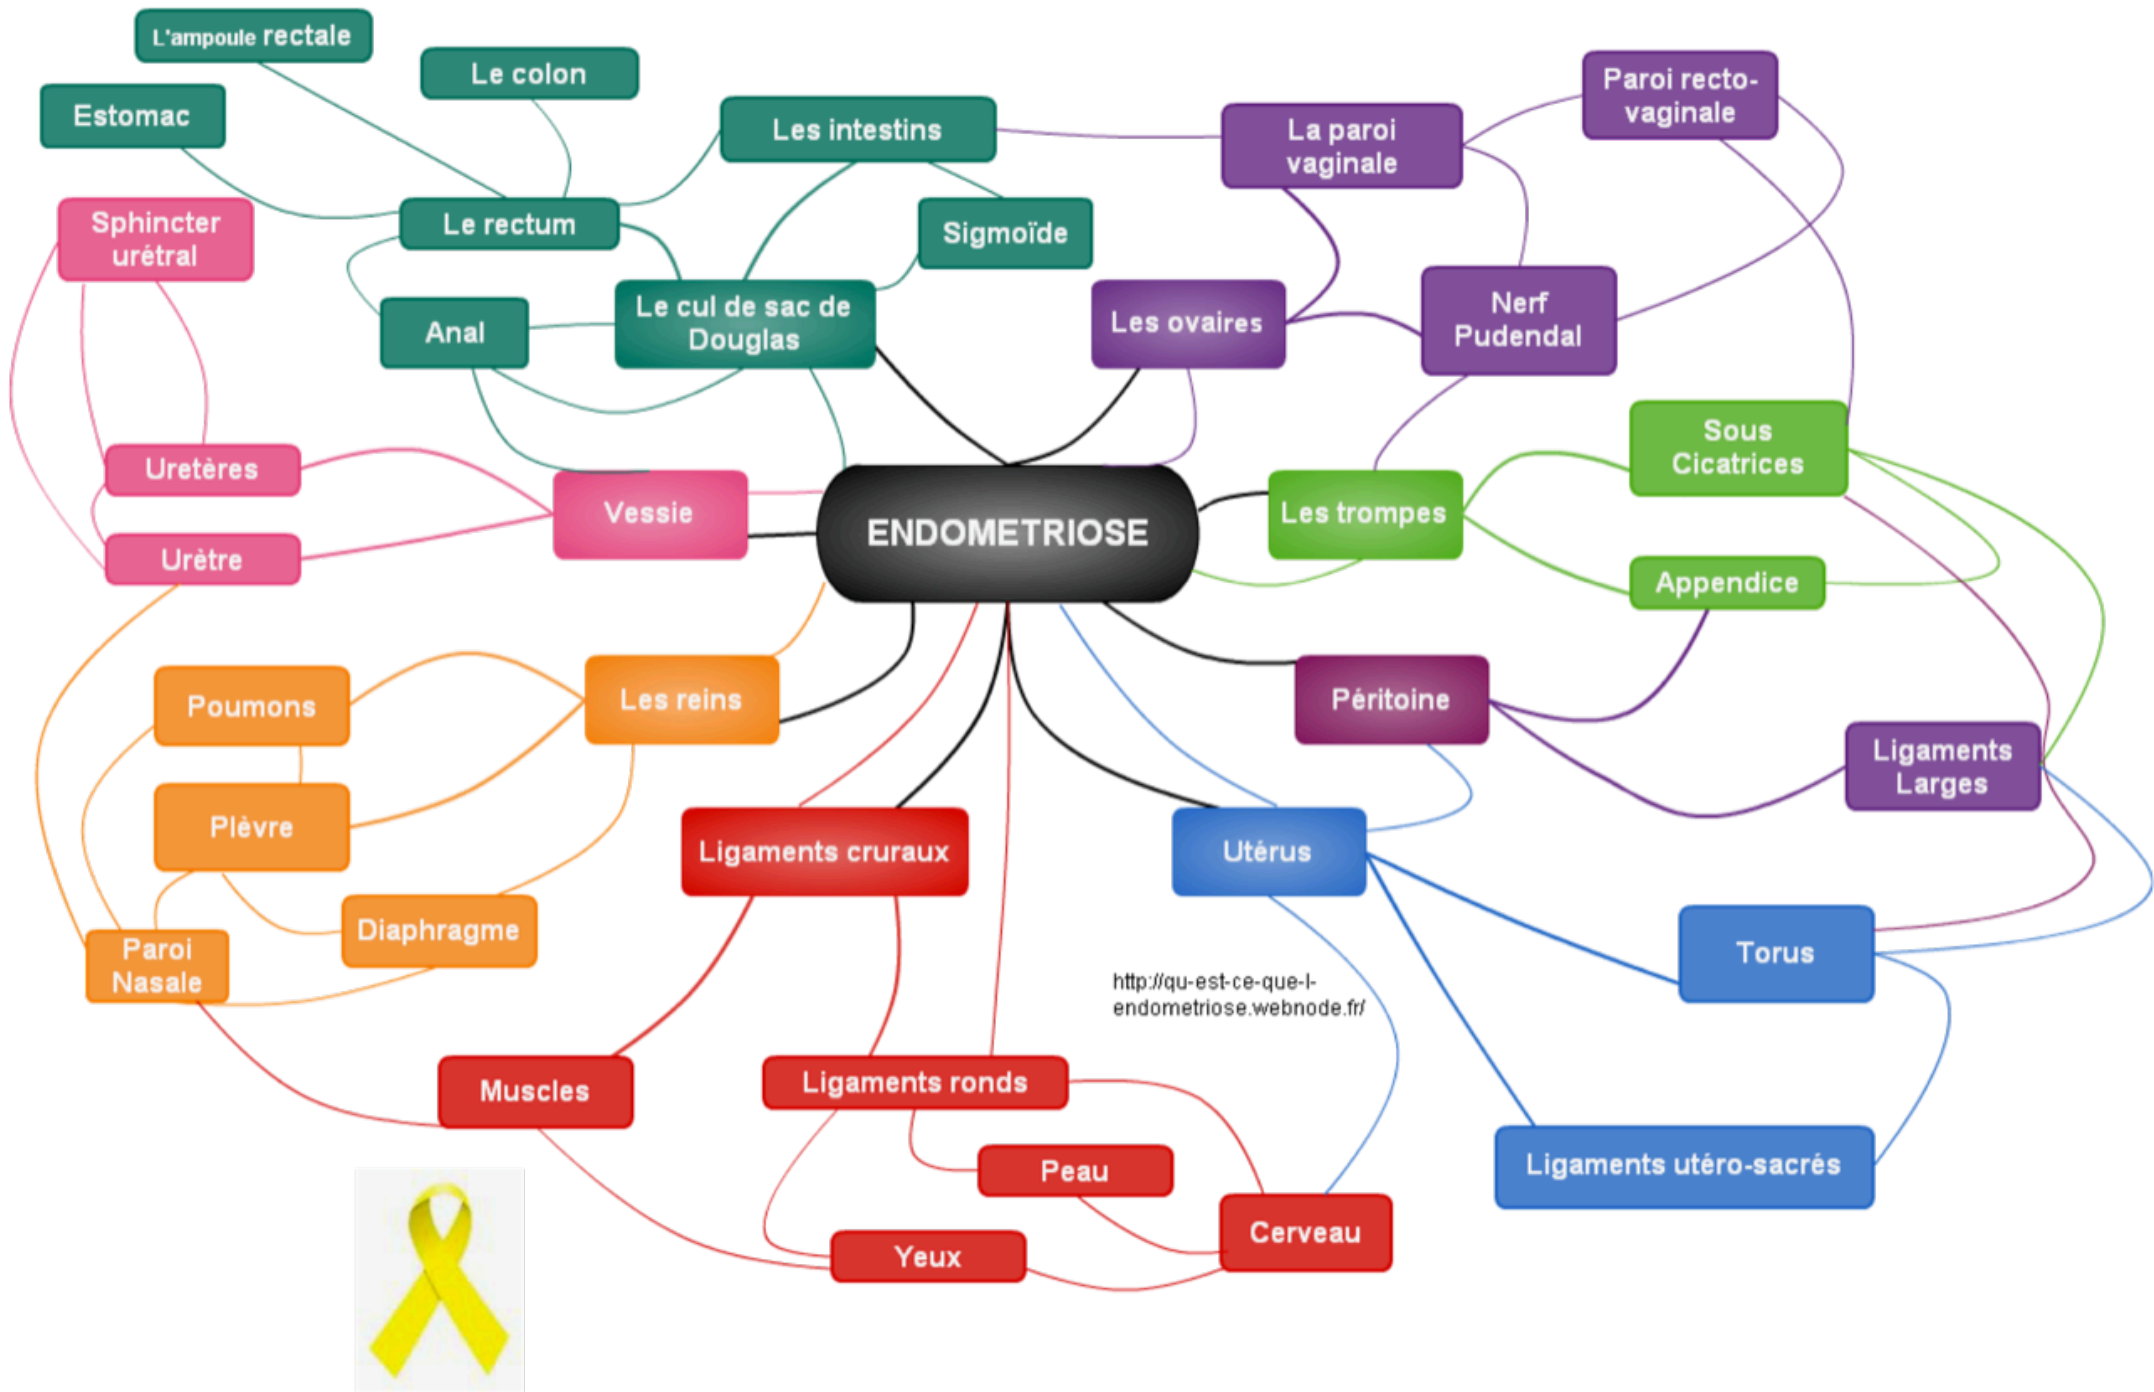 L'ampoule rectale
Le colon
Estomac
Les intestins
La paroi
vaginale
Paroi recto-
vaginale
Sphincter
urétral
Le rectum
Sigmoïde
Anal
Le cul de sac de
Douglas
Les ovaires
Nerf
Pudendal
Uretères
Urètre
Vessie
ENDOMETRIOSE
Les trompes
Sous
Cicatrices
Appendice
Poumons
Les reins
Péritoine
Ligaments
Larges
Plèvre
Ligaments cruraux
Utérus
Diaphragme
Paroi
Nasale
Torus
http://qu-est-ce-que-l-
endometriose.webnode.fr/
Muscles
Ligaments ronds
Peau
Ligaments utéro-sacrés
Yeux
Cerveau